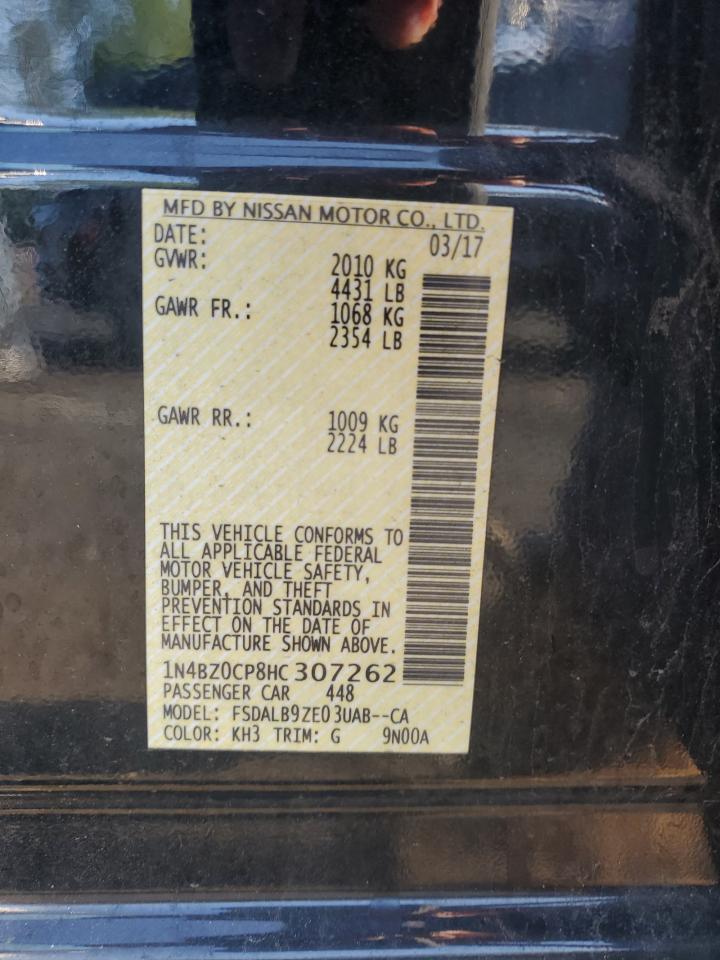 MFD BY NISSAN MOTOR CO., LTD.
DATE: 03/17
GVWR: 2010 KG
4431 LB
GAWR FR.: 1068 KG
2354 LB
GAWR RR.: 1009 KG
2224 LB
THIS VEHICLE CONFORMS TO
ALL APPLICABLE FEDERAL
MOTOR VEHICLE SAFETY,
BUMPER, AND THEFT
PREVENTION STANDARDS IN
EFFECT ON THE DATE OF
MANUFACTURE SHOWN ABOVE.
1N4BZ0CP8HC307262
PASSENGER CAR 448
MODEL: FSDALB9ZE03UAB--CA
COLOR: KH3 TRIM: G 9N00A